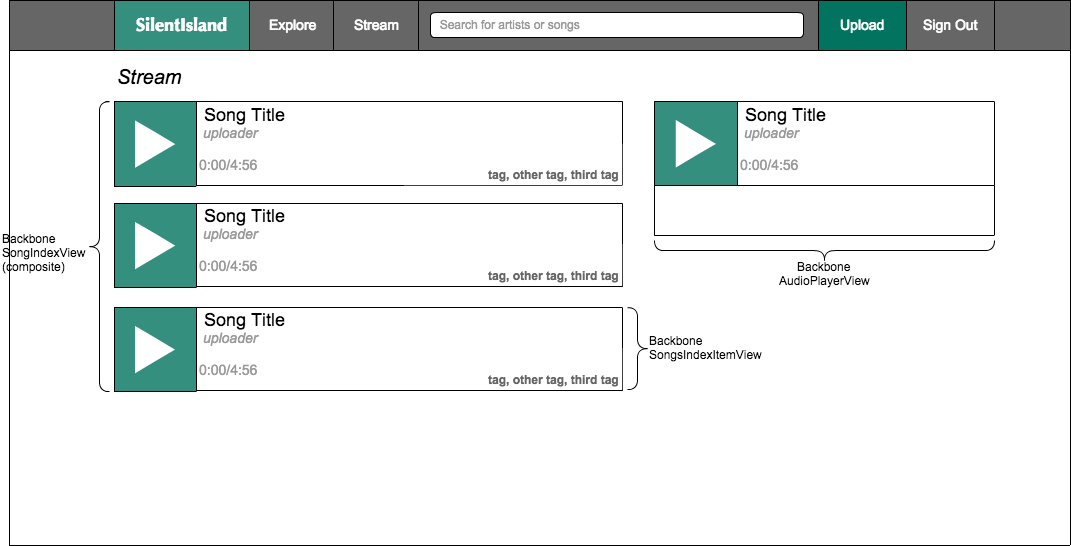 SilentIsland
Explore
Stream
Search for artists or songs
Upload
Sign Out
Stream
Song Title
uploader
0:00/4:56
tag, other tag, third tag
Song Title
uploader
0:00/4:56
Backbone
AudioPlayerView
Song Title
uploader
0:00/4:56
tag, other tag, third tag
Backbone
SongIndexView
(composite)
Song Title
uploader
0:00/4:56
tag, other tag, third tag
Backbone
SongsIndexItemView